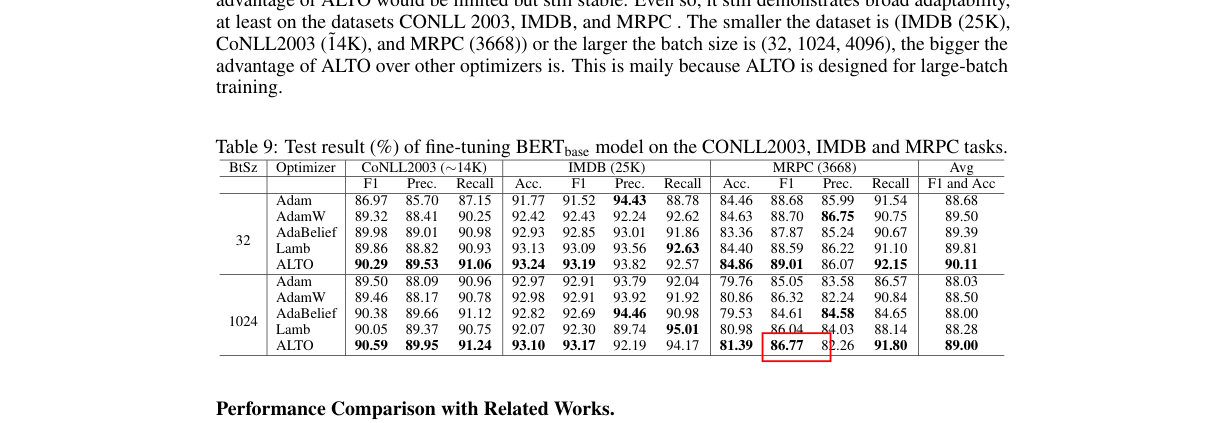 advantage of ALTO would be limited but still stable. Even so, it still demonstrates broad adaptability,
at least on the datasets CONLL 2003, IMDB, and MRPC . The smaller the dataset is (IMDB (25K),
CoNLL2003 (1̃4K), and MRPC (3668)) or the larger the batch size is (32, 1024, 4096), the bigger the
advantage of ALTO over other optimizers is. This is maily because ALTO is designed for large-batch
training.
Table 9: Test result (%) of fine-tuning BERTbase model on the CONLL2003, IMDB and MRPC tasks.
BtSz Optimizer CoNLL2003 (∼14K) IMDB (25K) MRPC (3668) Avg
F1 Prec. Recall Acc. F1 Prec. Recall Acc. F1 Prec. Recall F1 and Acc
32
Adam 86.97 85.70 87.15 91.77 91.52 94.43 88.78 84.46 88.68 85.99 91.54 88.68
AdamW 89.32 88.41 90.25 92.42 92.43 92.24 92.62 84.63 88.70 86.75 90.75 89.50
AdaBelief 89.98 89.01 90.98 92.93 92.85 93.01 91.86 83.36 87.87 85.24 90.67 89.39
Lamb 89.86 88.82 90.93 93.13 93.09 93.56 92.63 84.40 88.59 86.22 91.10 89.81
ALTO 90.29 89.53 91.06 93.24 93.19 93.82 92.57 84.86 89.01 86.07 92.15 90.11
1024
Adam 89.50 88.09 90.96 92.97 92.91 93.79 92.04 79.76 85.05 83.58 86.57 88.03
AdamW 89.46 88.17 90.78 92.98 92.91 93.92 91.92 80.86 86.32 82.24 90.84 88.50
AdaBelief 90.38 89.66 91.12 92.82 92.69 94.46 90.98 79.53 84.61 84.58 84.65 88.00
Lamb 90.05 89.37 90.75 92.07 92.30 89.74 95.01 80.98 86.04 84.03 88.14 88.28
ALTO 90.59 89.95 91.24 93.10 93.17 92.19 94.17 81.39 86.77 82.26 91.80 89.00
Performance Comparison with Related Works.